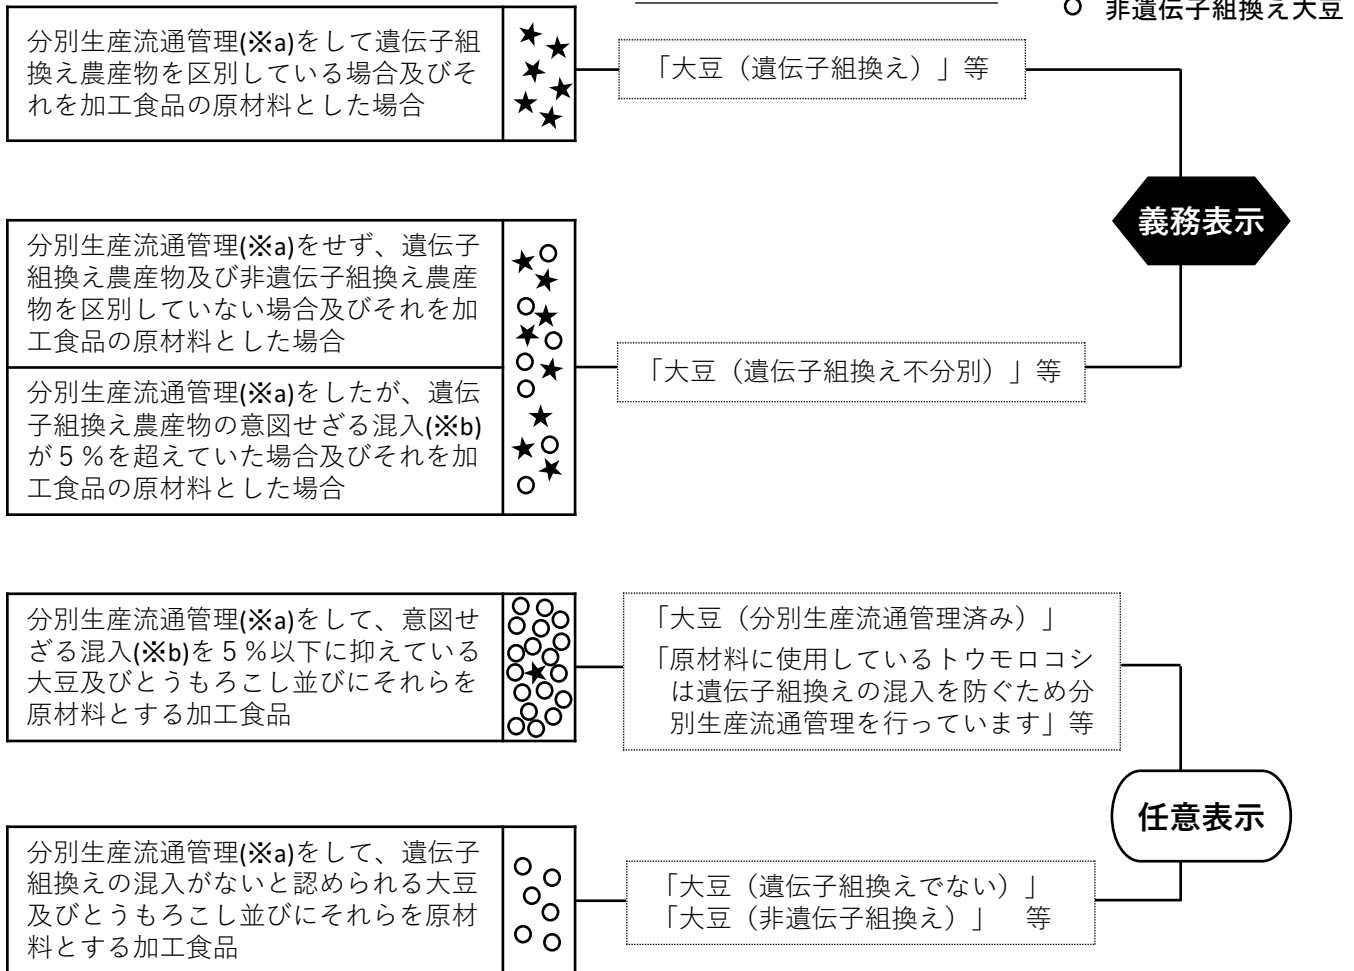 非遺伝子組換え大豆
分別生産流通管理(※a)をして遺伝子組
換え農産物を区別している場合及びそ
れを加工食品の原材料とした場合
「大豆（遺伝子組換え）」等
義務表示
分別生産流通管理(※a)をせず、遺伝子
組換え農産物及び非遺伝子組換え農産
物を区別していない場合及びそれを加
工食品の原材料とした場合
「大豆（遺伝子組換え不分別）」等
分別生産流通管理(※a)をしたが、遺伝
子組換え農産物の意図せざる混入(※b)
が５％を超えていた場合及びそれを加
工食品の原材料とした場合
分別生産流通管理(※a)をして、意図せ
ざる混入(※b)を５％以下に抑えている
大豆及びとうもろこし並びにそれらを
原材料とする加工食品
「大豆（分別生産流通管理済み）」
「原材料に使用しているトウモロコシ
は遺伝子組換えの混入を防ぐため分
別生産流通管理を行っています」等
任意表示
分別生産流通管理(※a)をして、遺伝子
組換えの混入がないと認められる大豆
及びとうもろこし並びにそれらを原材
料とする加工食品
「大豆（遺伝子組換えでない）」
「大豆（非遺伝子組換え）」　等